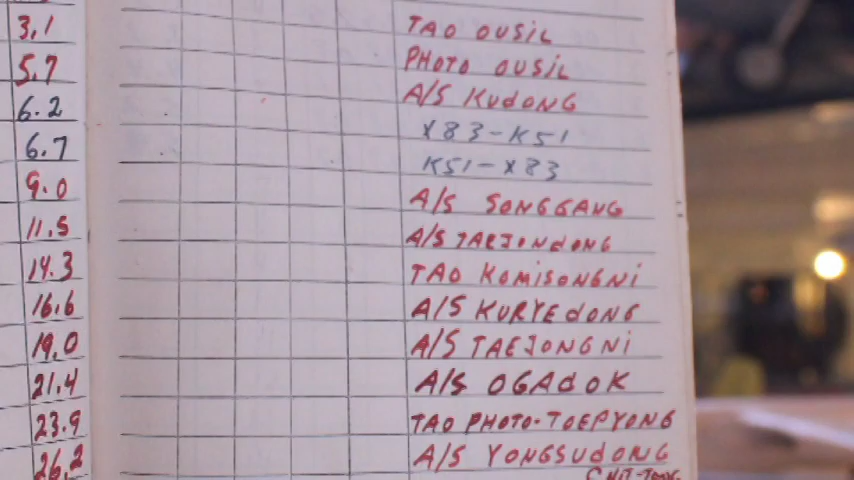 3.1 TAO OUSIL
5.7 PHOTO OUSIL
6.2 A/S KUDONG
6.7 X83-K51
K51-X83
9.0 A/S SONGGANG
11.5 A/S TAEJONDONG
14.3 TAO KOMISONGNI
16.6 A/S KURYEDONG
19.0 A/S TAEJONGNI
21.4 A/S OGADOK
23.9 TAO PHOTO-TOEPYONG
26.2 A/S YONGSUDONG